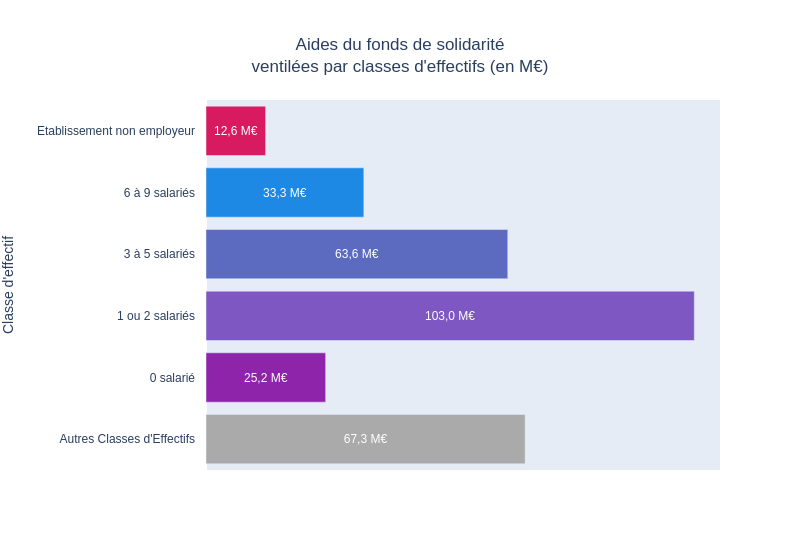 Aides du fonds de solidarité
ventilées par classes d'effectifs (en M€)
Classe d'effectif
Etablissement non employeur
12,6 M€
6 à 9 salariés
33,3 M€
3 à 5 salariés
63,6 M€
1 ou 2 salariés
103,0 M€
0 salarié
25,2 M€
Autres Classes d'Effectifs
67,3 M€